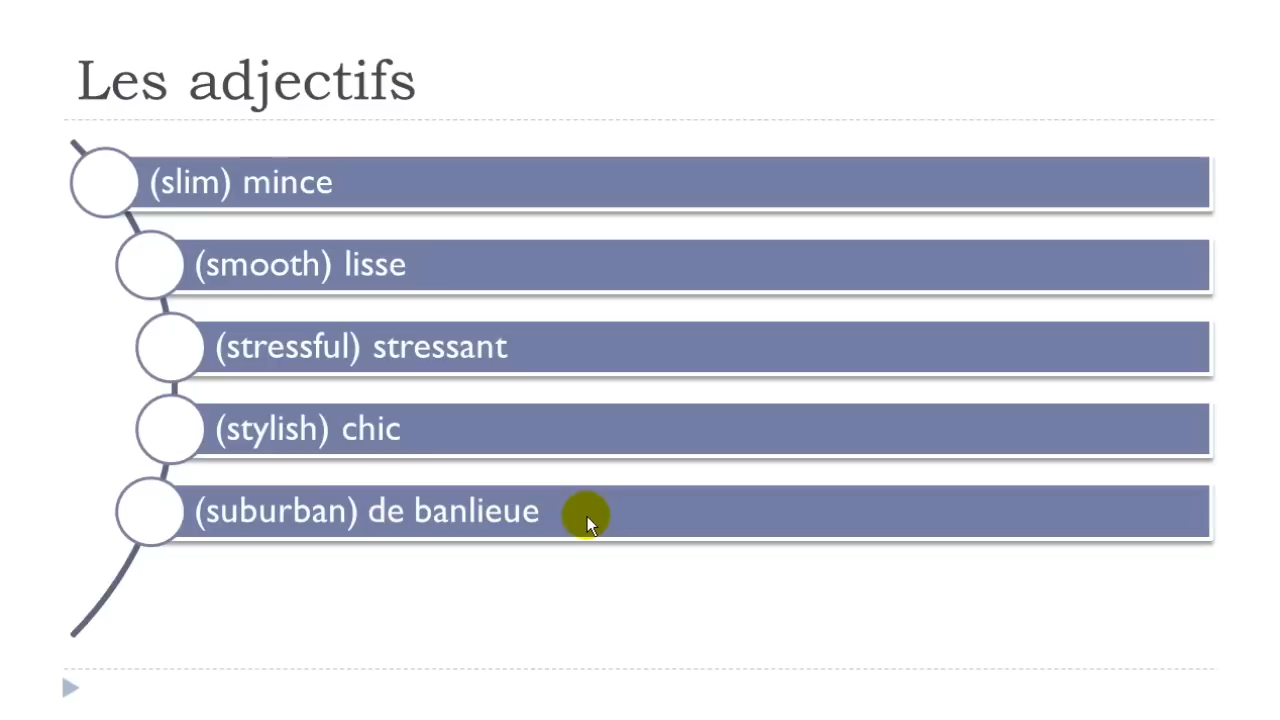 Les adjectifs
(slim) mince
(smooth) lisse
(stressful) stressant
(stylish) chic
(suburban) de banlieue